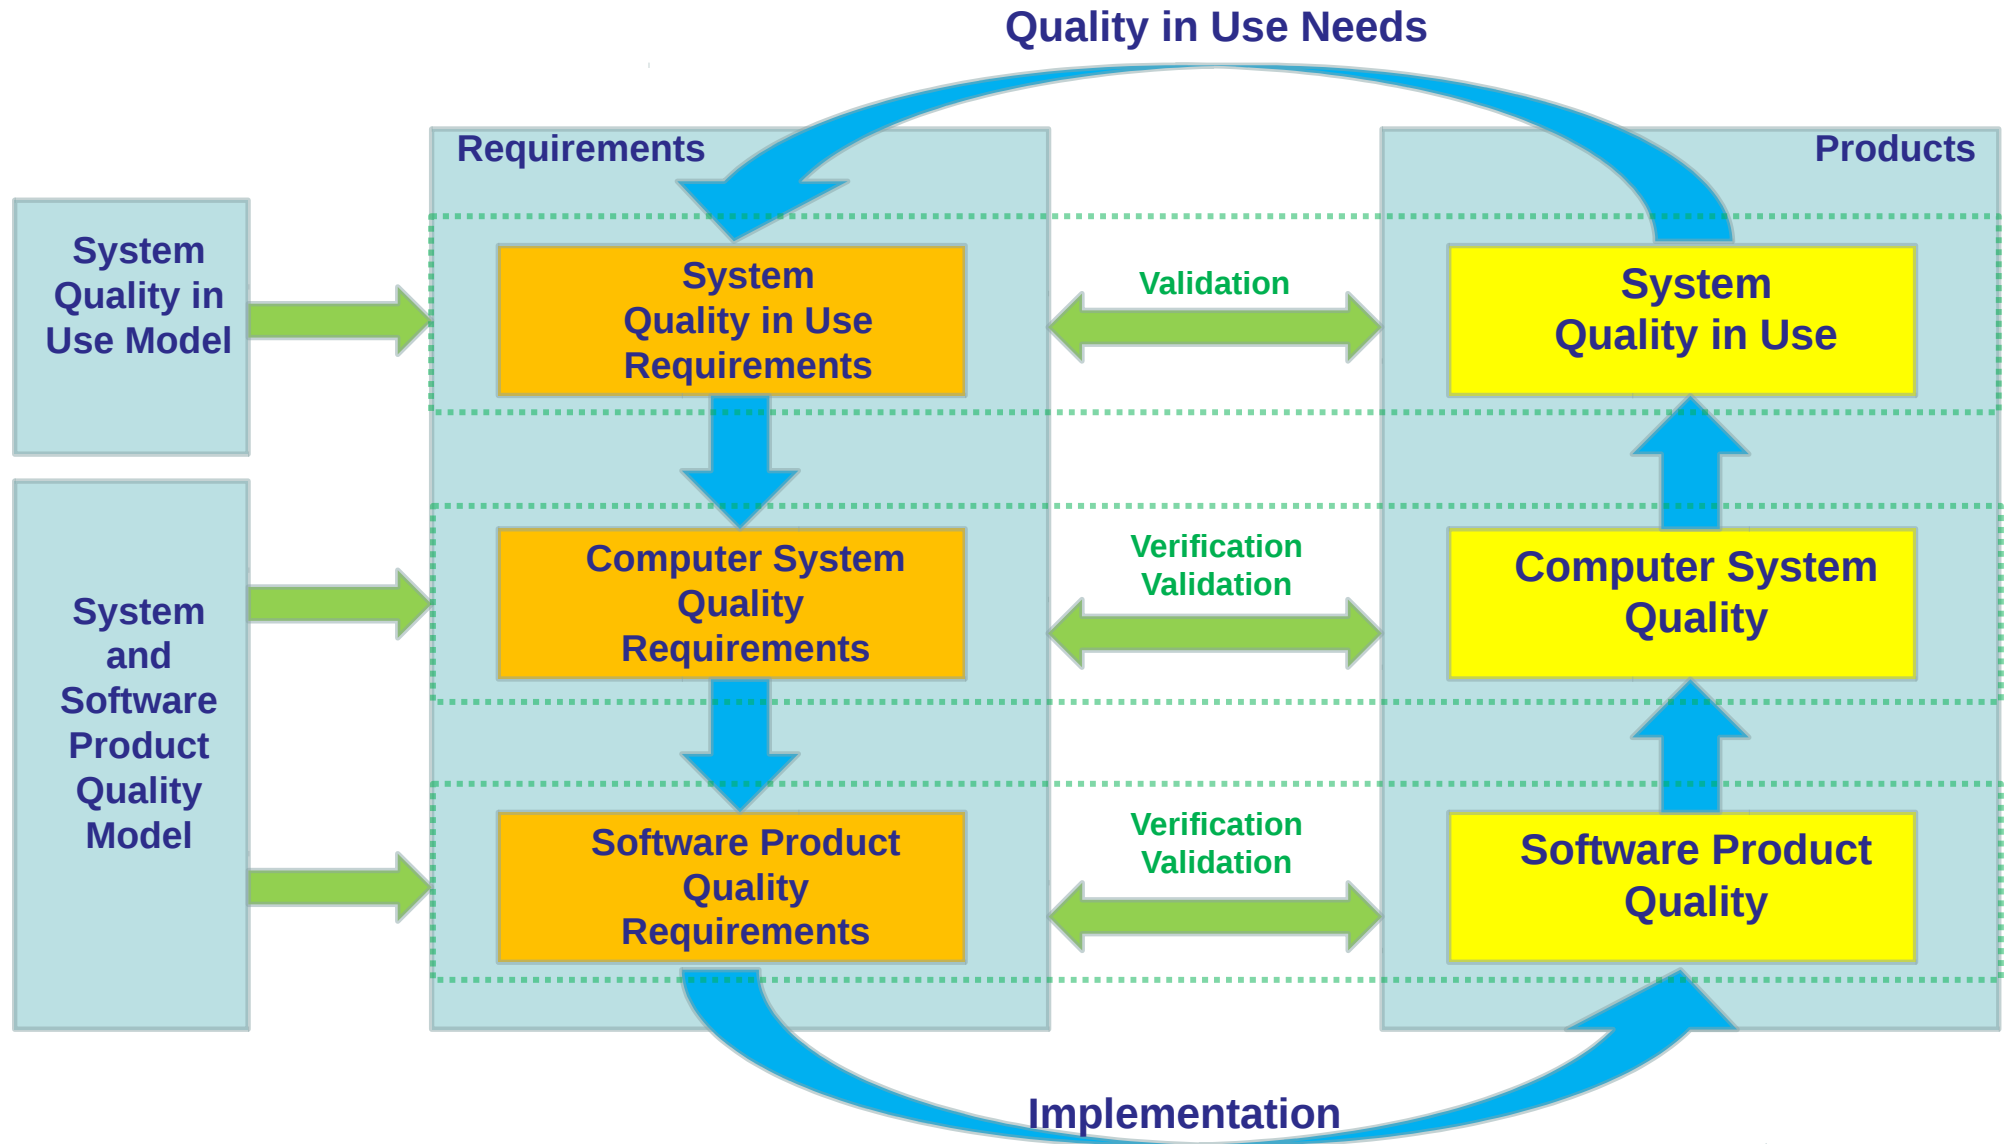 Quality in Use Needs
Requirements
Products
System
Quality in
Use Model
System
Quality in Use
Requirements
Validation
System
Quality in Use
System
and
Software
Product
Quality
Model
Computer System
Quality
Requirements
Verification
Validation
Computer System
Quality
Software Product
Quality
Requirements
Verification
Validation
Software Product
Quality
Implementation